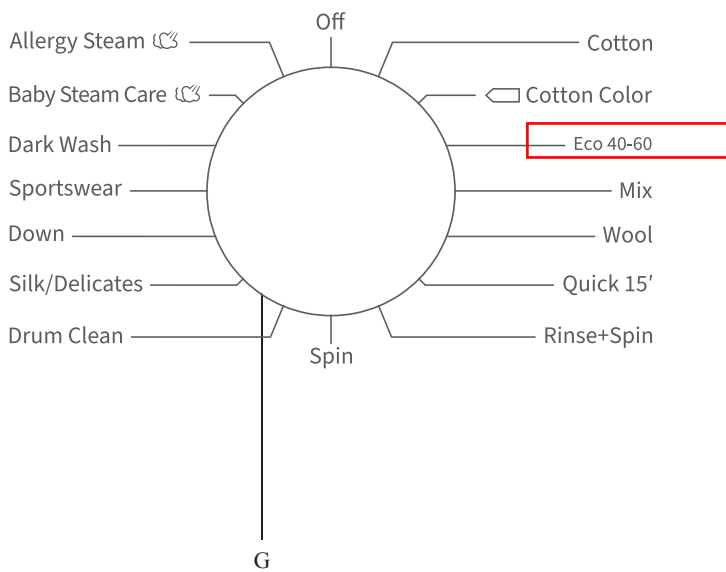 Off
Allergy Steam
Cotton
Baby Steam Care
Cotton Color
Dark Wash
Eco 40-60
Sportswear
Mix
Down
Wool
Silk/Delicates
Quick 15′
Drum Clean
Rinse+Spin
Spin
G